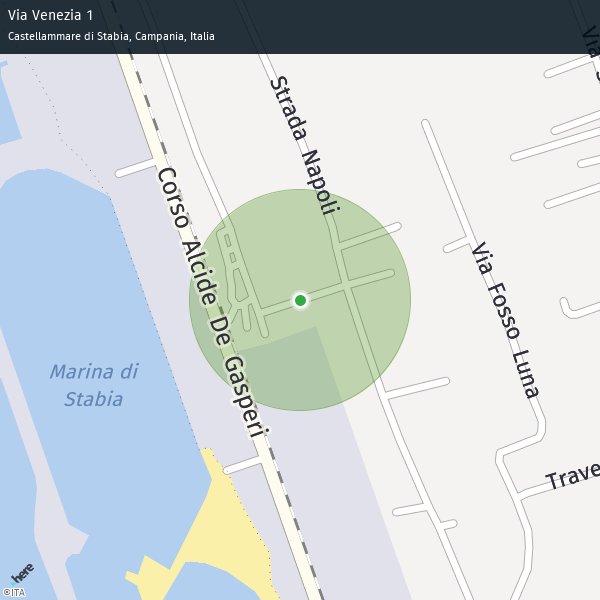 Via Venezia 1
Castellammare di Stabia, Campania, Italia
Strada Napoli
Corso Alcide De Gasperi
Via Fosso Luna
Marina di
Stabia
Trave
Via
here
©ITA